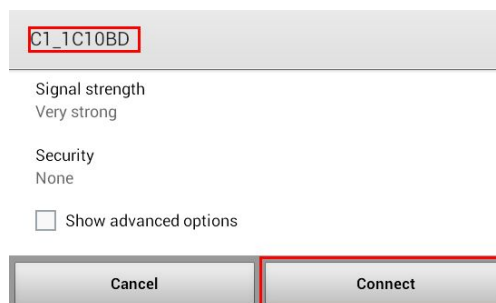 C1_1C10BD
Signal strength
Very strong
Security
None
Show advanced options
Cancel
Connect